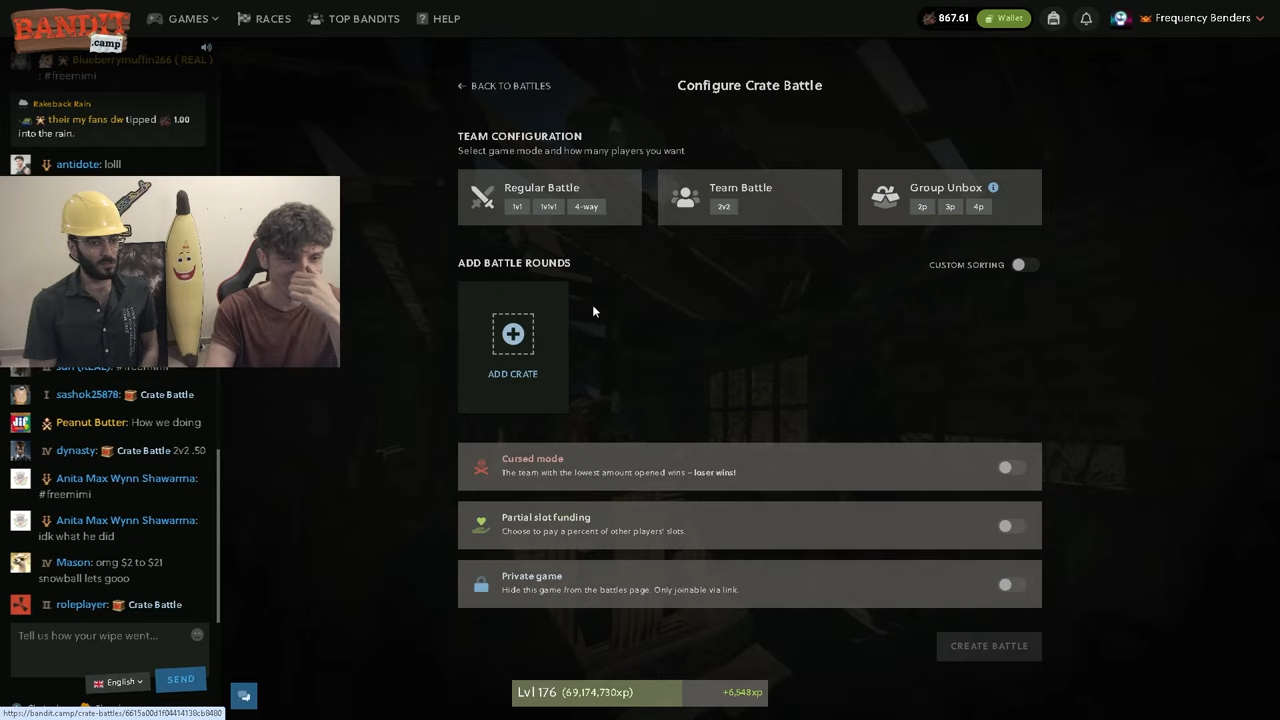 BANDIT
.camp
GAMES
RACES
TOP BANDITS
HELP
867.61
Wallet
Frequency Benders
Blueberrymuffin266 ( REAL )
: #freemimi
Rakeback Rain
their my fans dw tipped 1.00
into the rain.
antidote: lolll
sashok25878: Crate Battle
Peanut Butter: How we doing
IV dynasty: Crate Battle 2v2 .50
Anita Max Wynn Shawarma:
#freemimi
Anita Max Wynn Shawarma:
idk what he did
IV Mason: omg $2 to $21
snowball lets gooo
II roleplayer: Crate Battle
Tell us how your wipe went...
English
SEND
https://bandit.camp/crate-battles/6615a00d1f04414138cb8480
BACK TO BATTLES
Configure Crate Battle
TEAM CONFIGURATION
Select game mode and how many players you want
Regular Battle
1v1
1v1v1
4-way
Team Battle
2v2
Group Unbox
2p
3p
4p
ADD BATTLE ROUNDS
CUSTOM SORTING
ADD CRATE
Cursed mode
The team with the lowest amount opened wins – loser wins!
Partial slot funding
Choose to pay a percent of other players' slots.
Private game
Hide this game from the battles page. Only joinable via link.
CREATE BATTLE
Lvl 176 (69,174,730xp)
+6,548xp